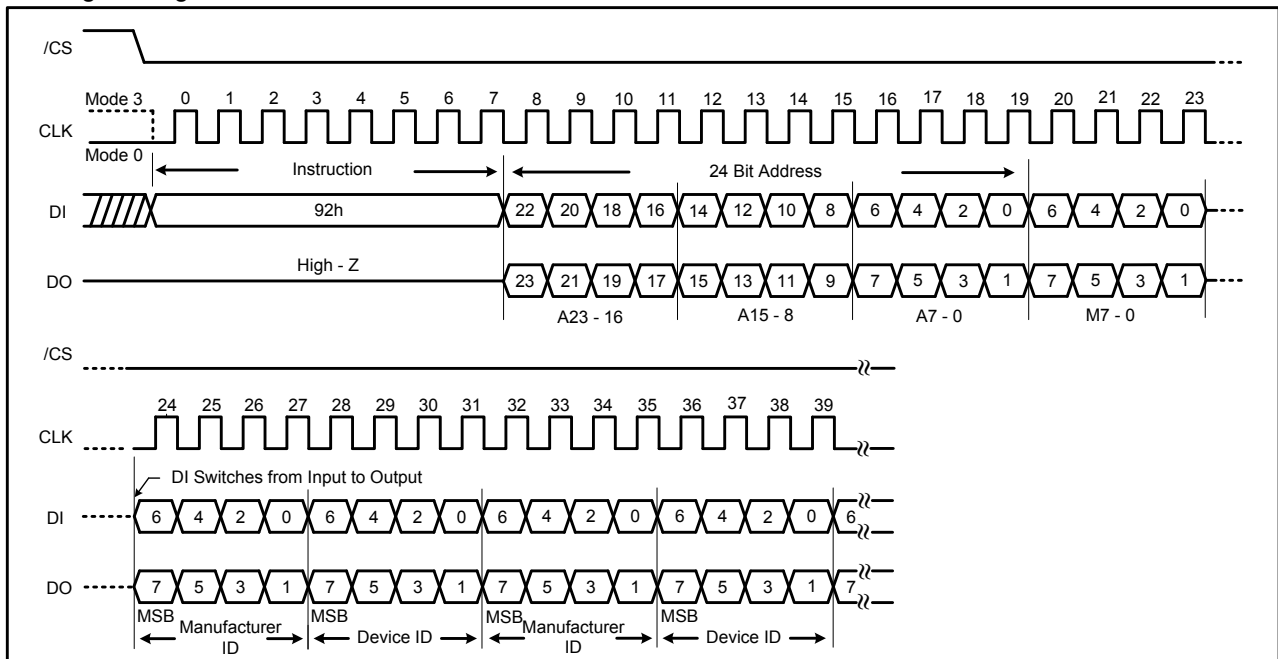 /CS
Mode 3 0 1 2 3 4 5 6 7 8 9 10 11 12 13 14 15 16 17 18 19 20 21 22 23
CLK
Mode 0
Instruction 24 Bit Address
DI 92h 22 20 18 16 14 12 10 8 6 4 2 0 6 4 2 0
High - Z
DO 23 21 19 17 15 13 11 9 7 5 3 1 7 5 3 1
A23 - 16 A15 - 8 A7 - 0 M7 - 0
/CS
24 25 26 27 28 29 30 31 32 33 34 35 36 37 38 39
CLK
DI Switches from Input to Output
DI 6 4 2 0 6 4 2 0 6 4 2 0 6 4 2 0 6
DO 7 5 3 1 7 5 3 1 7 5 3 1 7 5 3 1 7
MSB MSB MSB MSB
Manufacturer ID Device ID Manufacturer ID Device ID